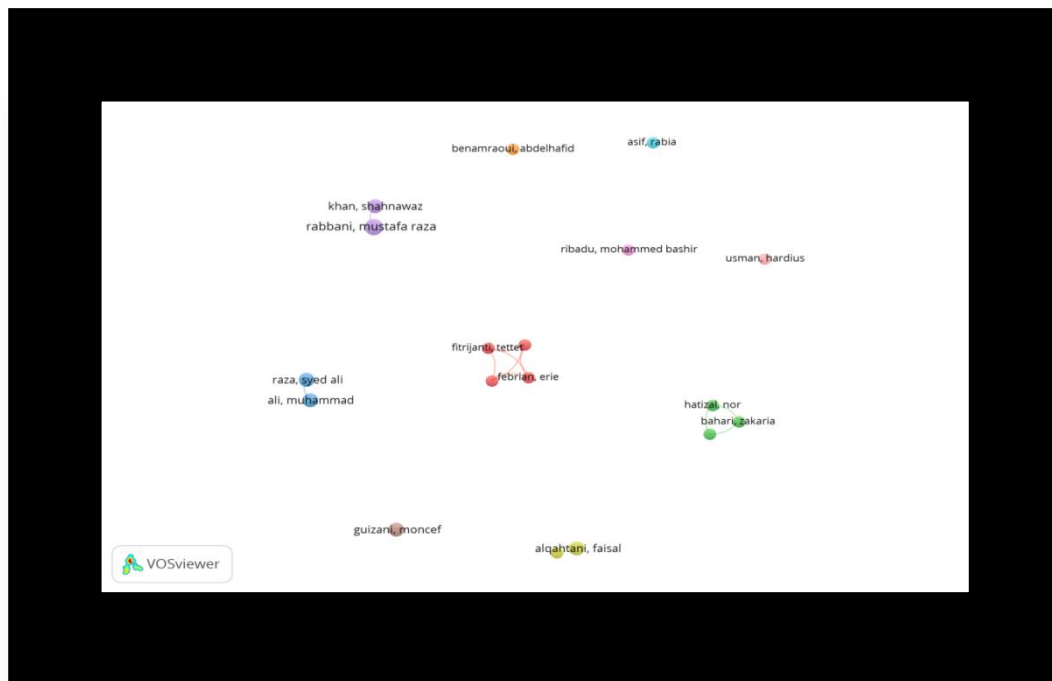 benamraoui, abdelhafid
asif, rabia
khan, shahnawaz
rabbani, mustafa raza
ribadu, mohammed bashir
usman, hardius
fitrijanti, tettet
febrian, erie
raza, syed ali
ali, muhammad
hatizal, nor
bahari, zakaria
guizani, moncef
alqahtani, faisal
VOSviewer